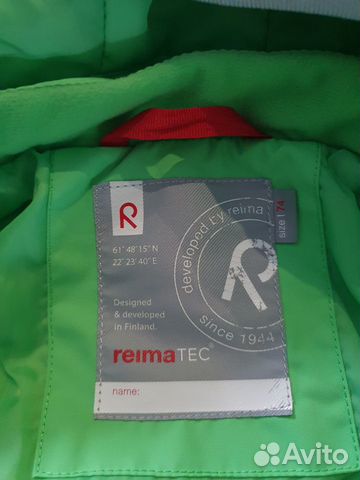 R
61° 48'15" N
22° 23'40" E
Designed
& developed
in Finland.
reimaTEC®
name:
developed by reima
R
since 1944
size 74
Avito